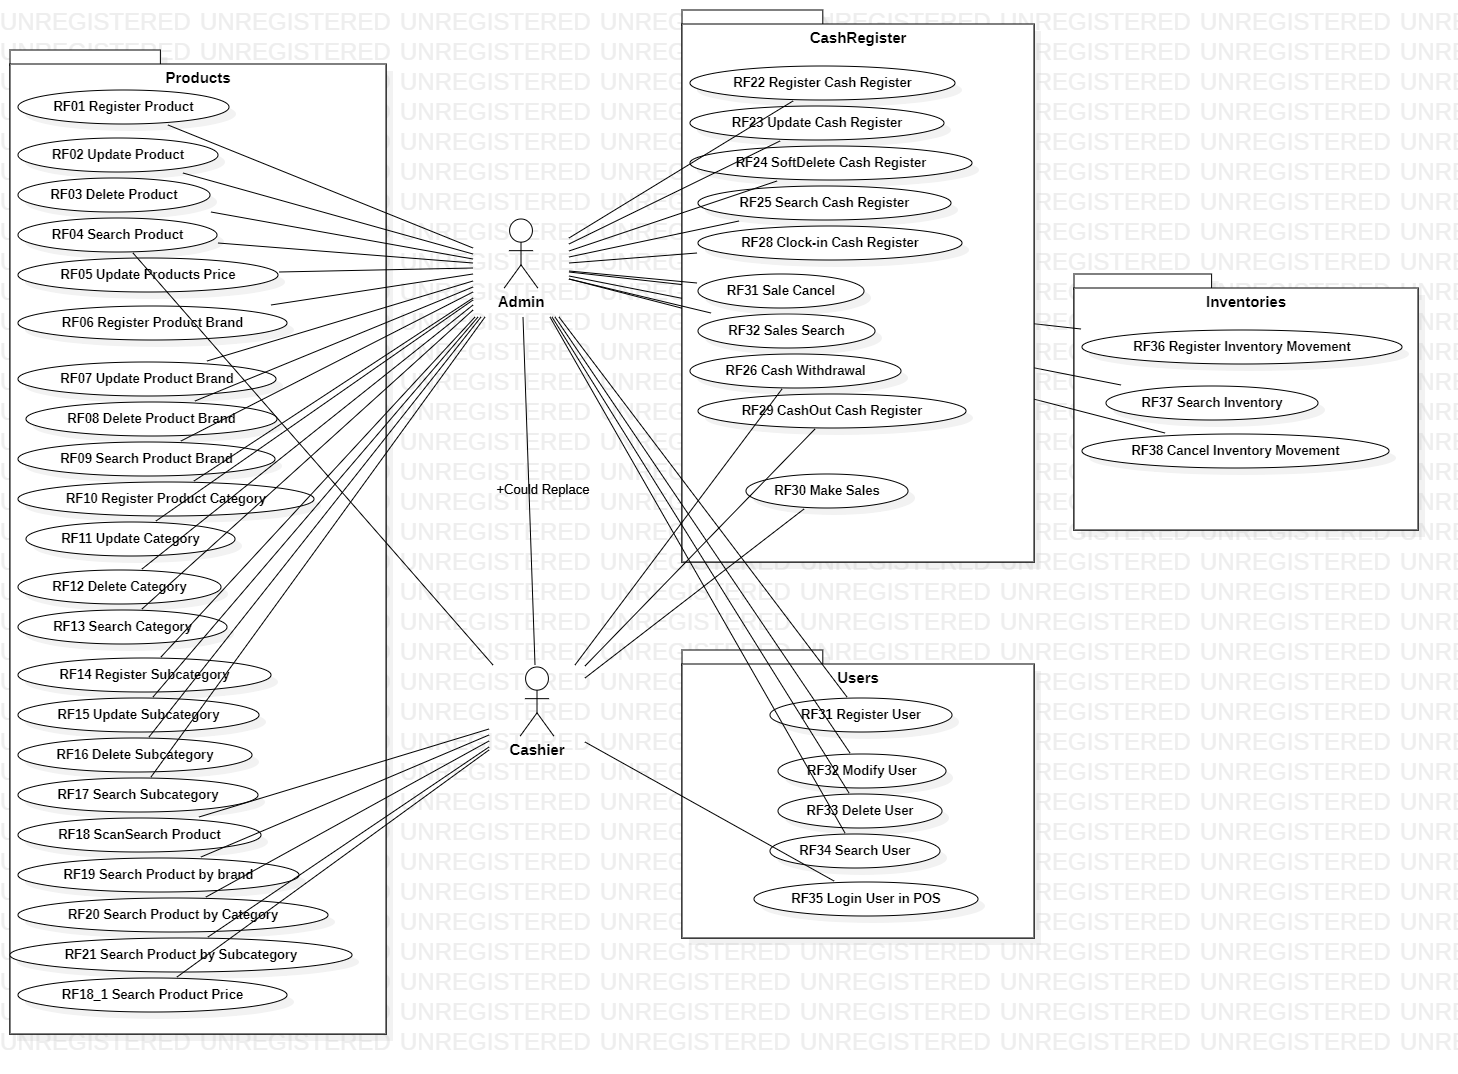 Products
RF01 Register Product
RF02 Update Product
RF03 Delete Product
RF04 Search Product
RF05 Update Products Price
RF06 Register Product Brand
RF07 Update Product Brand
RF08 Delete Product Brand
RF09 Search Product Brand
RF10 Register Product Category
RF11 Update Category
RF12 Delete Category
RF13 Search Category
RF14 Register Subcategory
RF15 Update Subcategory
RF16 Delete Subcategory
RF17 Search Subcategory
RF18 ScanSearch Product
RF19 Search Product by brand
RF20 Search Product by Category
RF21 Search Product by Subcategory
RF18_1 Search Product Price
Admin
+Could Replace
Cashier
CashRegister
RF22 Register Cash Register
RF23 Update Cash Register
RF24 SoftDelete Cash Register
RF25 Search Cash Register
RF28 Clock-in Cash Register
RF31 Sale Cancel
RF32 Sales Search
RF26 Cash Withdrawal
RF29 CashOut Cash Register
RF30 Make Sales
Users
RF31 Register User
RF32 Modify User
RF33 Delete User
RF34 Search User
RF35 Login User in POS
Inventories
RF36 Register Inventory Movement
RF37 Search Inventory
RF38 Cancel Inventory Movement
UNREGISTERED